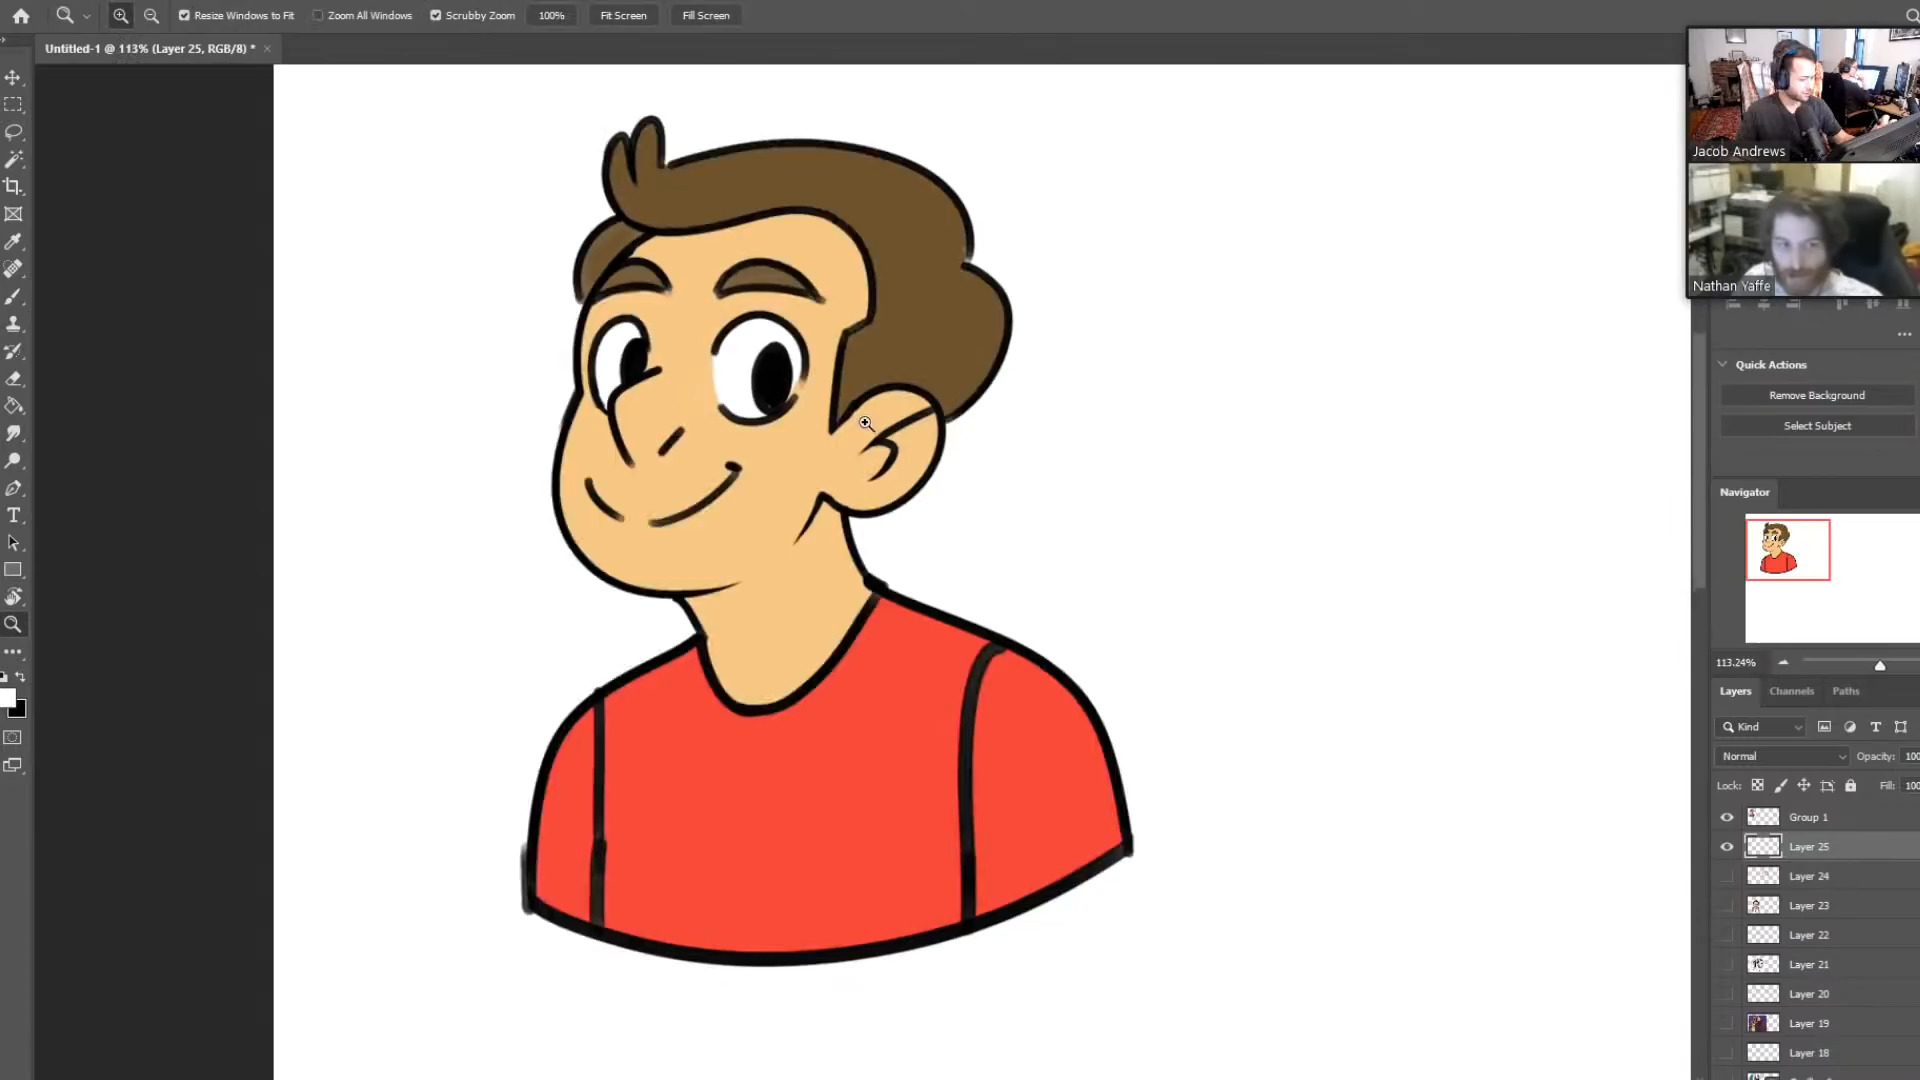 Resize Windows to Fit Zoom All Windows Scrubby Zoom 100% Fit Screen Fill Screen
Untitled-1 @ 113% (Layer 25, RGB/8) *
Jacob Andrews
Nathan Yaffe
Quick Actions
Remove Background
Select Subject
Navigator
113.24%
Layers Channels Paths
Kind
Normal Opacity: 100
Lock: Fill: 100
Group 1
Layer 25
Layer 24
Layer 23
Layer 22
Layer 21
Layer 20
Layer 19
Layer 18